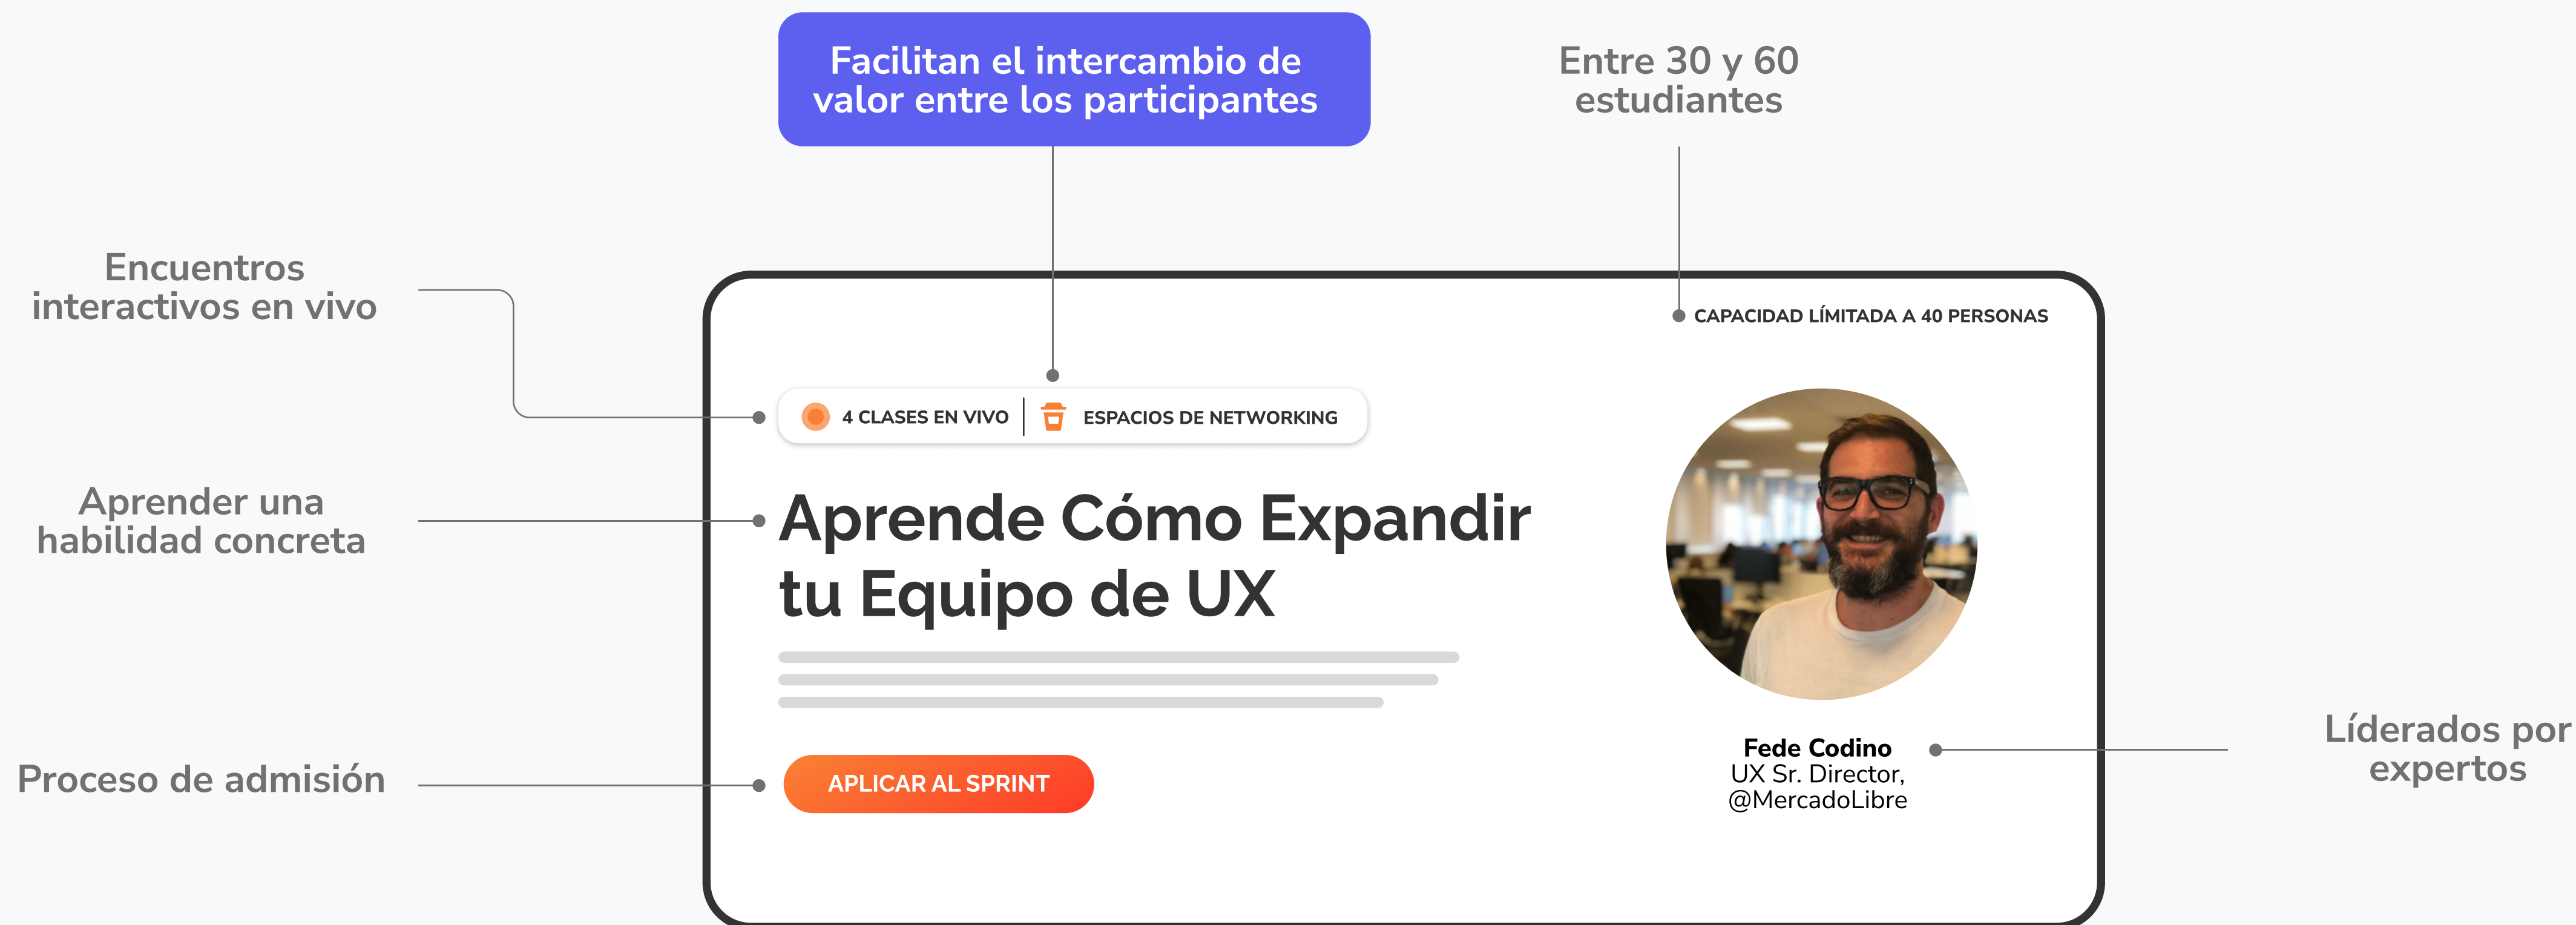 Facilitan el intercambio de
valor entre los participantes
Entre 30 y 60
estudiantes
Encuentros
interactivos en vivo
CAPACIDAD LÍMITADA A 40 PERSONAS
4 CLASES EN VIVO
ESPACIOS DE NETWORKING
Aprender una
habilidad concreta
Aprende Cómo Expandir
tu Equipo de UX
Proceso de admisión
APLICAR AL SPRINT
Fede Codino
UX Sr. Director,
@MercadoLibre
Líderados por
expertos